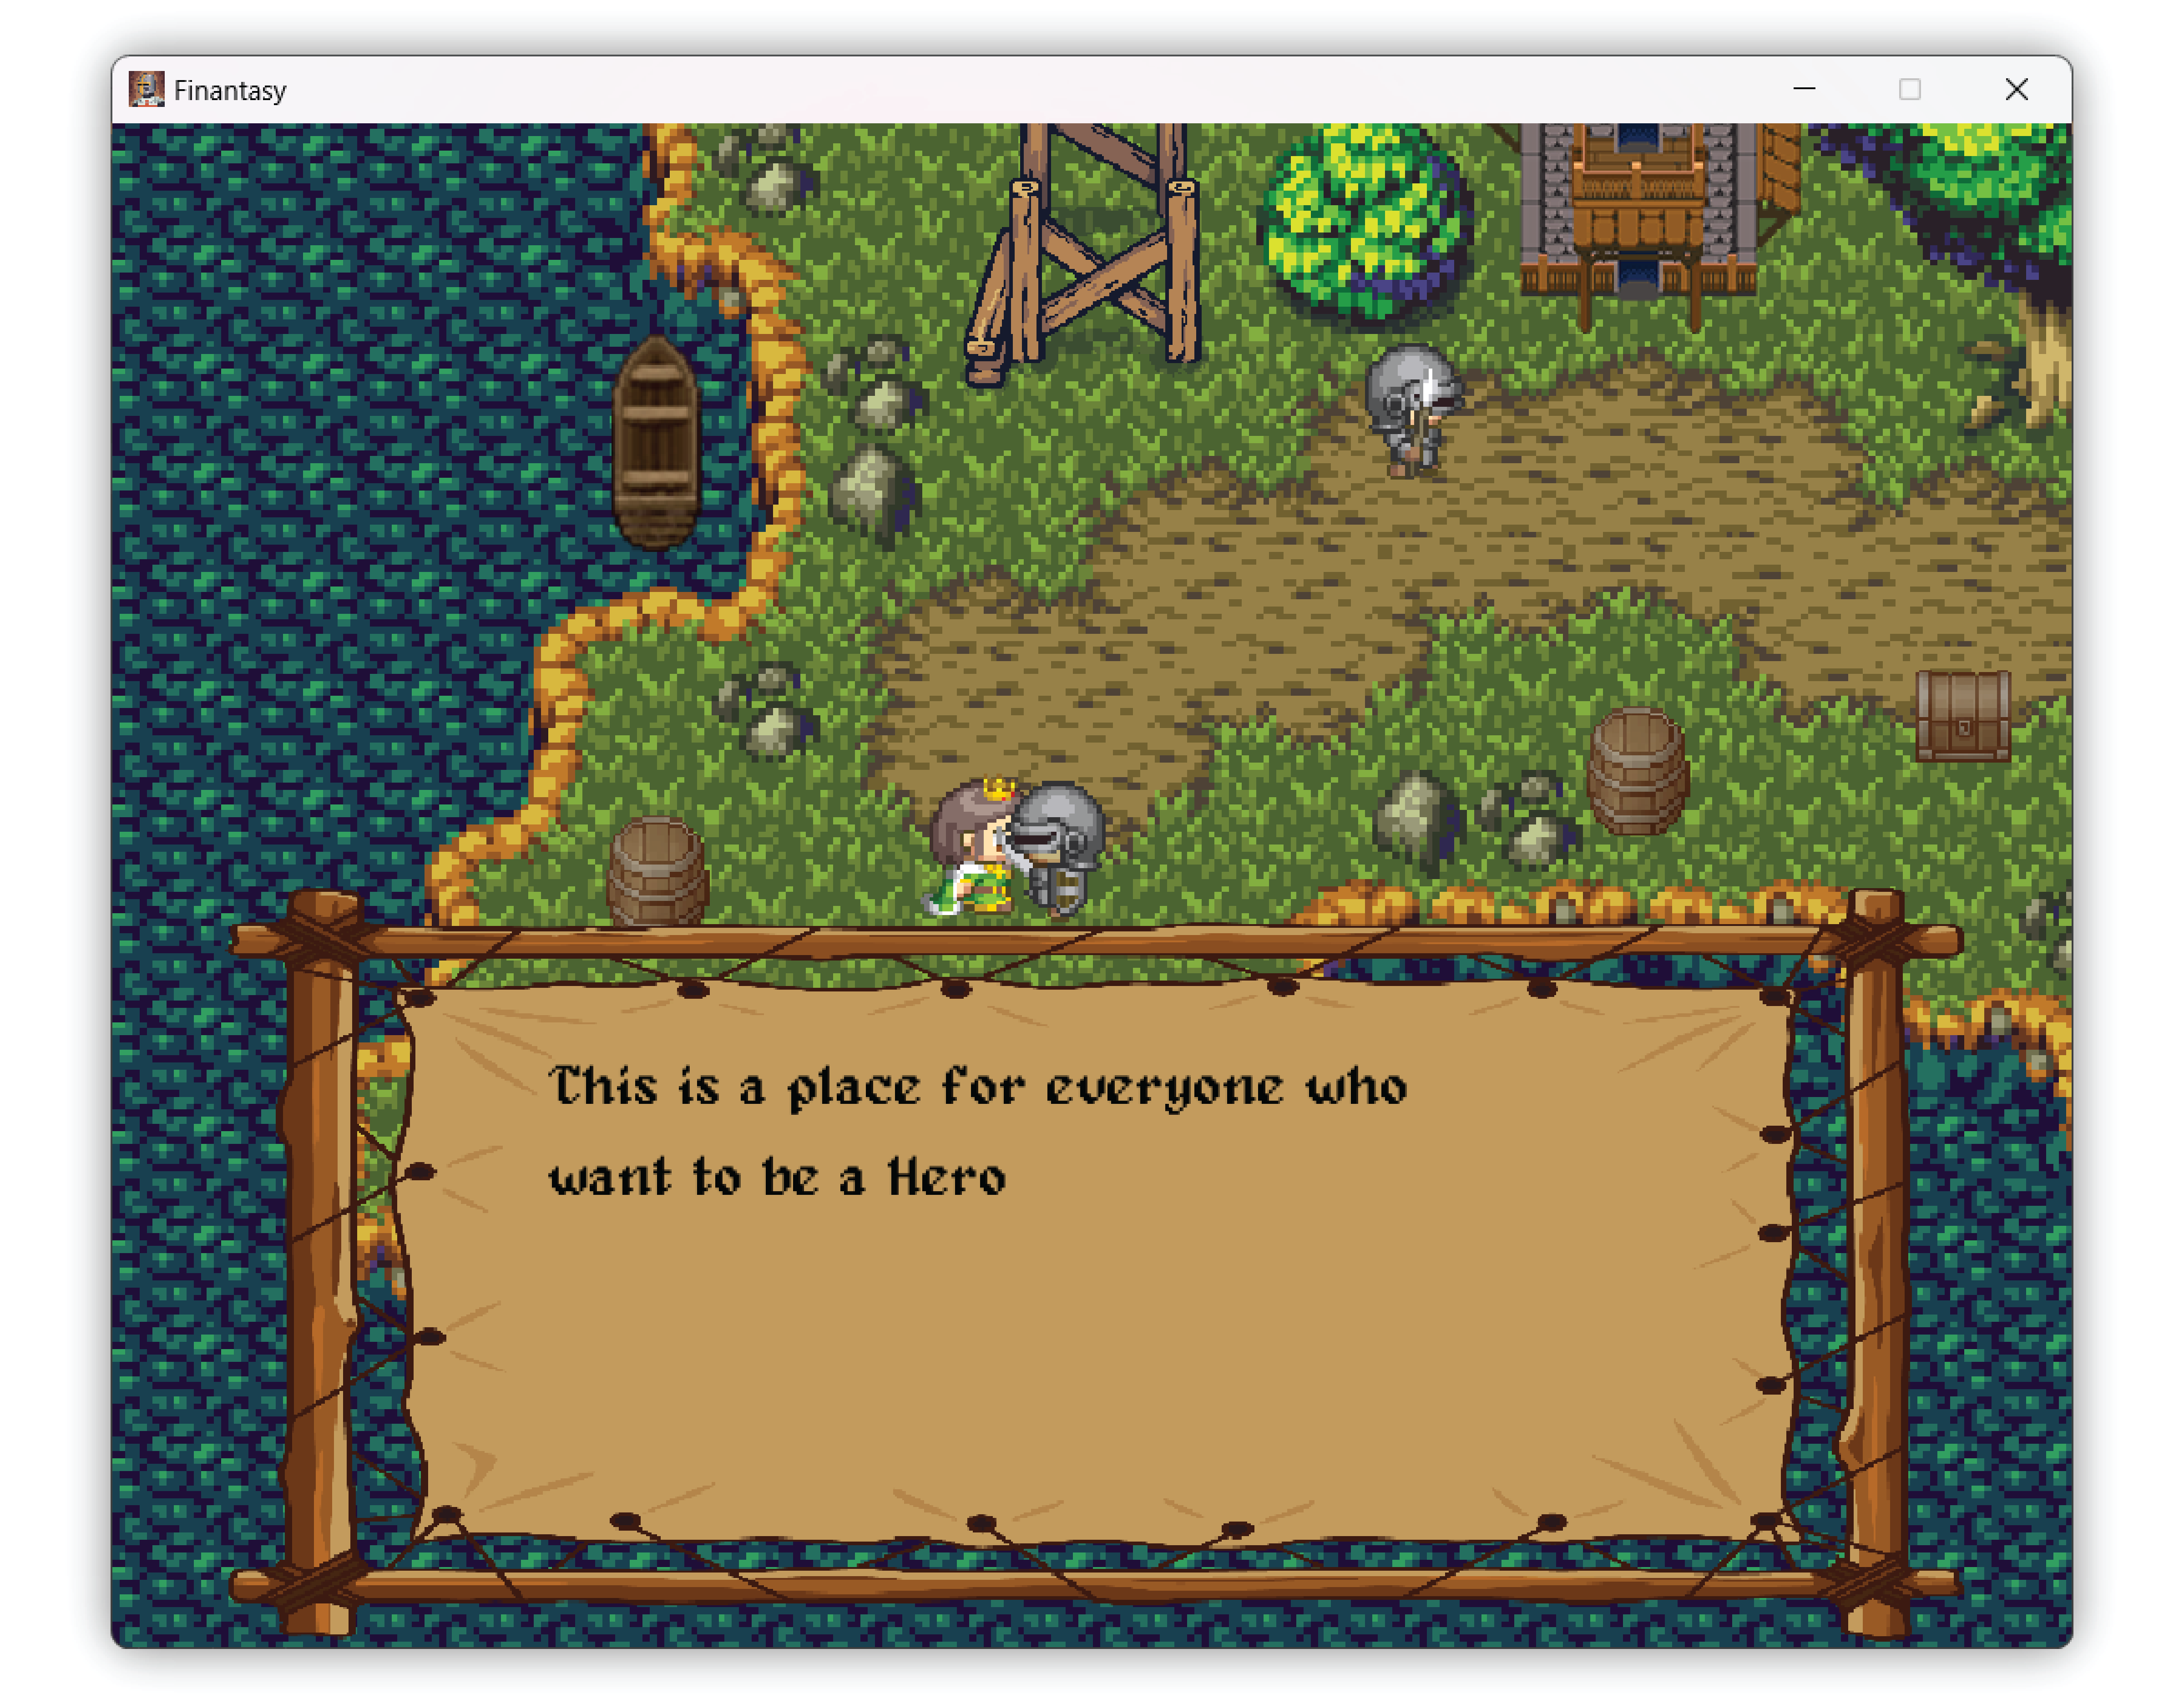 Finantasy
This is a place for everyone who
want to be a Hero